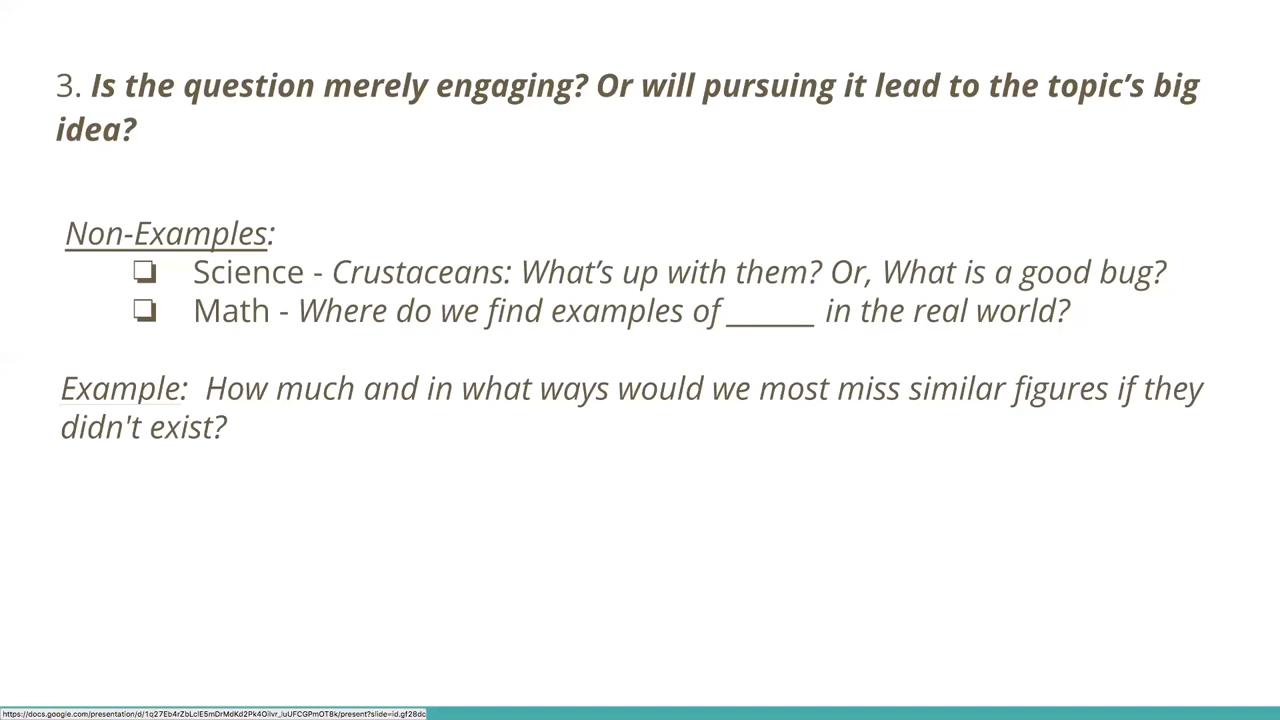 3. Is the question merely engaging? Or will pursuing it lead to the topic’s big
idea?
Non-Examples:
❏ Science - Crustaceans: What’s up with them? Or, What is a good bug?
❏ Math - Where do we find examples of ______ in the real world?
Example: How much and in what ways would we most miss similar figures if they
didn't exist?